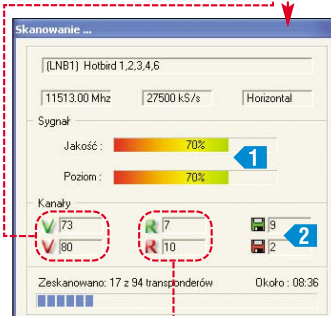 Skanowanie ...
(LNB1) Hotbird 1,2,3,4,6
11513.00 Mhz 27500 kS/s Horizontal
Sygnał
Jakość : 70% 1
Poziom : 70%
Kanały
V 73 R 7 9 2
V 80 R 10 2
Zeskanowano: 17 z 94 transponderów Około : 08:36